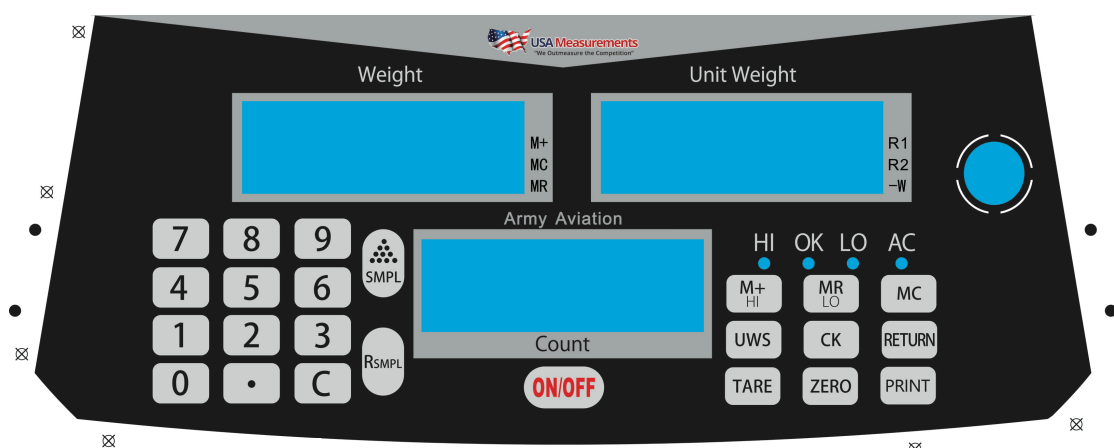 USA Measurements
"We Outmeasure the Competition"
Weight
Unit Weight
M+
MC
MR
R1
R2
-W
Army Aviation
7 8 9
SMPL
4 5 6
1 2 3
RSMPL
0 • C
Count
ON/OFF
HI OK LO AC
M+ MR MC
HI LO
UWS CK RETURN
TARE ZERO PRINT